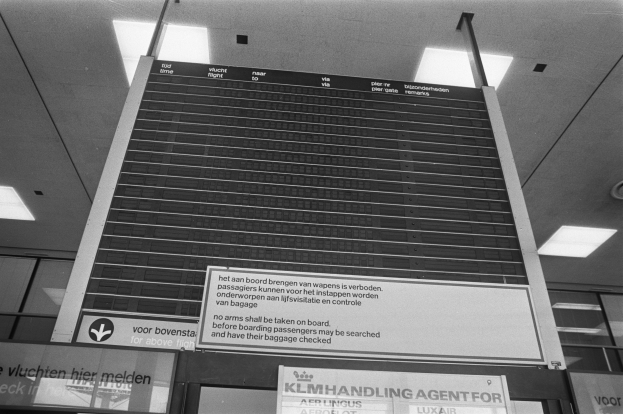 tijd vlucht naar via pier nr bijzonderheden
time flight to via pier gate remarks
het aan boord brengen van wapens is verboden.
passagiers kunnen voor het instappen worden
onderworpen aan lijfsvisitatie en controle
van bagage
no arms shall be taken on board.
before boarding passengers may be searched
and have their baggage checked
voor bovensta
for above fligh
e vluchten hier melden
eck in
KLM HANDLING AGENT FOR
AER LINGUS LUXAIR
AEROFLOT
voor